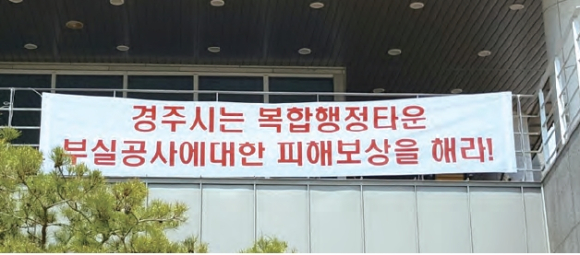 경주시는 복합행정타운
부실공사에대한 피해보상을 해라!